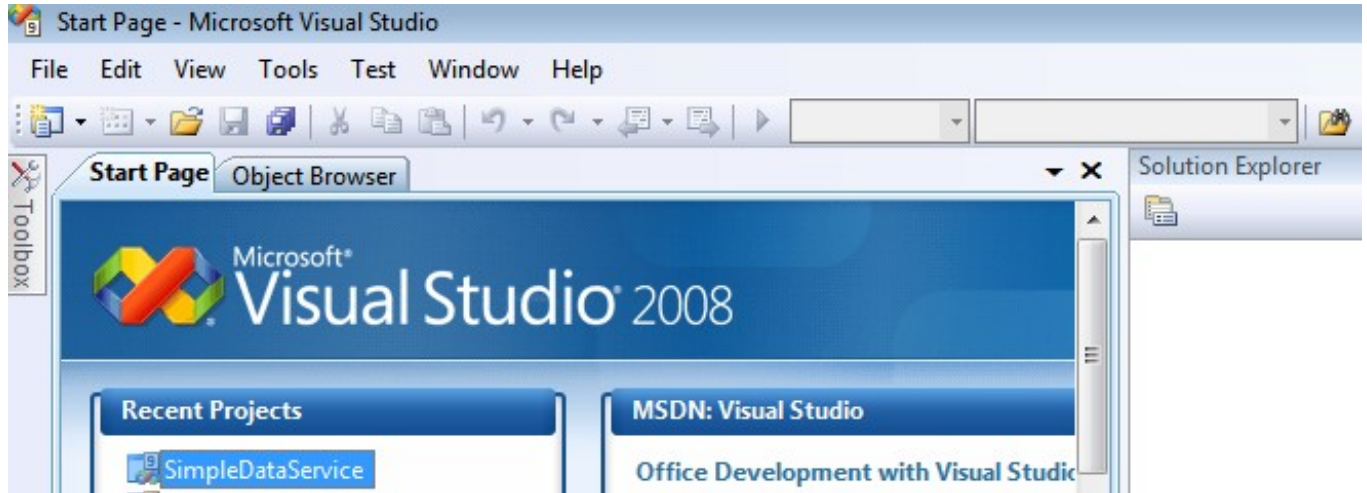 Start Page - Microsoft Visual Studio
File Edit View Tools Test Window Help
Toolbox
Start Page Object Browser
Solution Explorer
Microsoft®
Visual Studio® 2008
Recent Projects
MSDN: Visual Studio
SimpleDataService
Office Development with Visual Studio